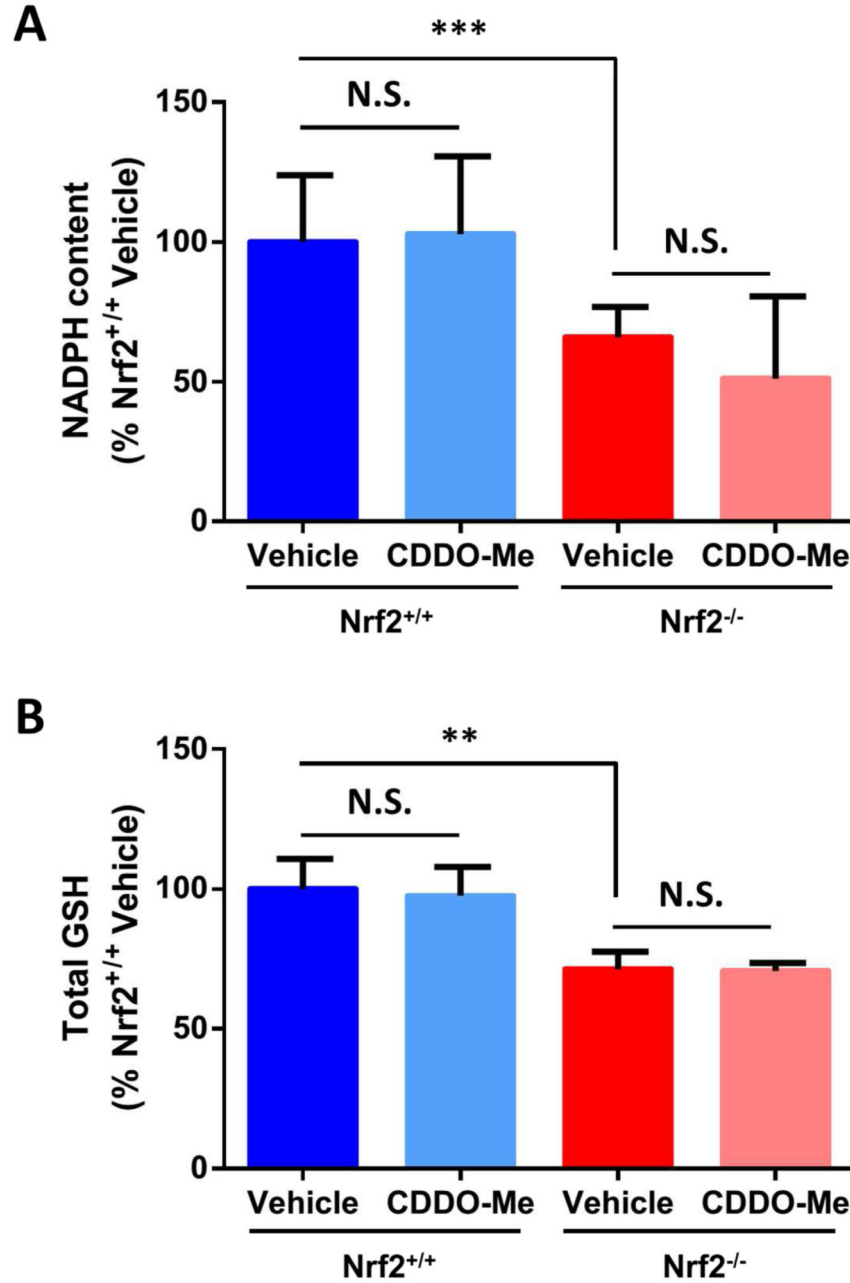 A
***
N.S.
N.S.
NADPH content
(% Nrf2+/+ Vehicle)
150
100
50
0
Vehicle CDDO-Me Vehicle CDDO-Me
Nrf2+/+ Nrf2-/-
B
**
N.S.
N.S.
Total GSH
(% Nrf2+/+ Vehicle)
150
100
50
0
Vehicle CDDO-Me Vehicle CDDO-Me
Nrf2+/+ Nrf2-/-